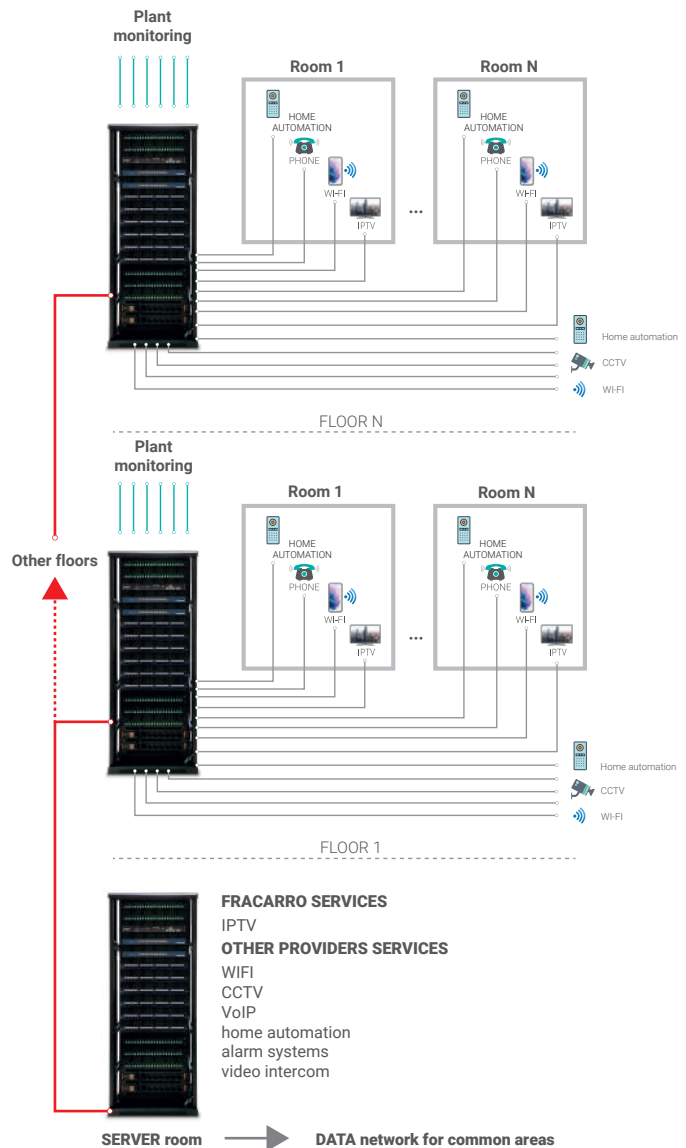 Plant
monitoring
Room 1
Room N
HOME
AUTOMATION
PHONE
WI-FI
IPTV
...
HOME
AUTOMATION
PHONE
WI-FI
IPTV
Home automation
CCTV
WI-FI
FLOOR N
Plant
monitoring
Room 1
Room N
HOME
AUTOMATION
PHONE
WI-FI
IPTV
...
HOME
AUTOMATION
PHONE
WI-FI
IPTV
Other floors
Home automation
CCTV
WI-FI
FLOOR 1
FRACARRO SERVICES
IPTV
OTHER PROVIDERS SERVICES
WIFI
CCTV
VoIP
home automation
alarm systems
video intercom
SERVER room
DATA network for common areas